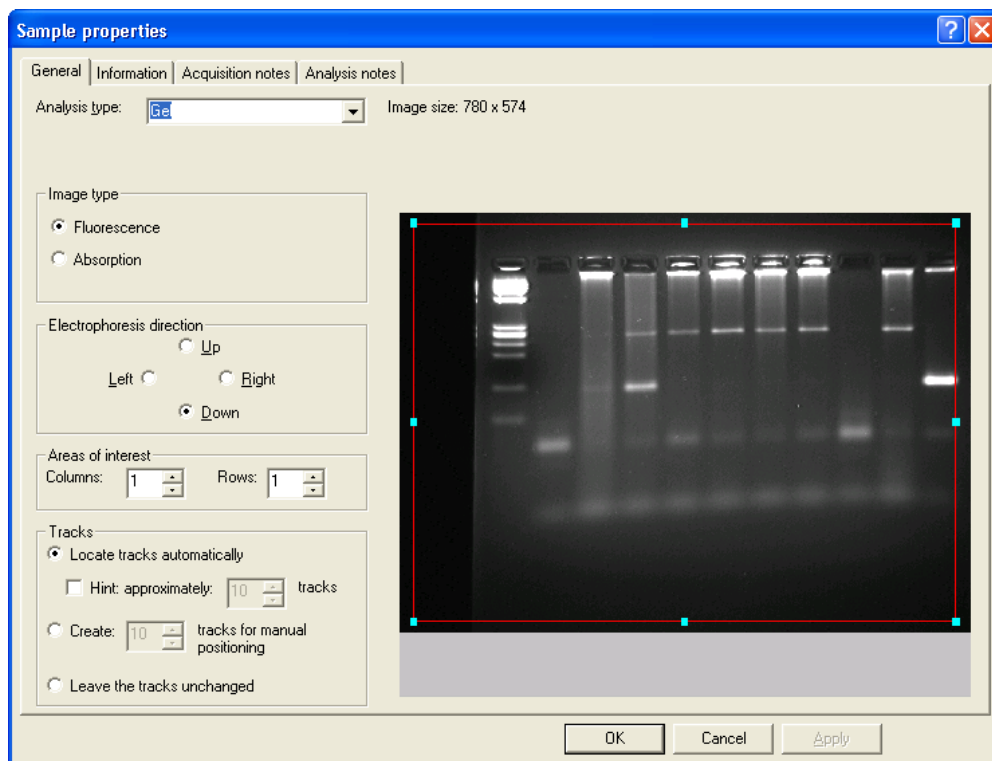 Sample properties
General Information Acquisition notes Analysis notes
Analysis type: Gel Image size: 780 x 574
Image type
Fluorescence
Absorption
Electrophoresis direction
Up
Left Right
Down
Areas of interest
Columns: 1 Rows: 1
Tracks
Locate tracks automatically
Hint: approximately: 10 tracks
Create: 10 tracks for manual
positioning
Leave the tracks unchanged
OK Cancel Apply